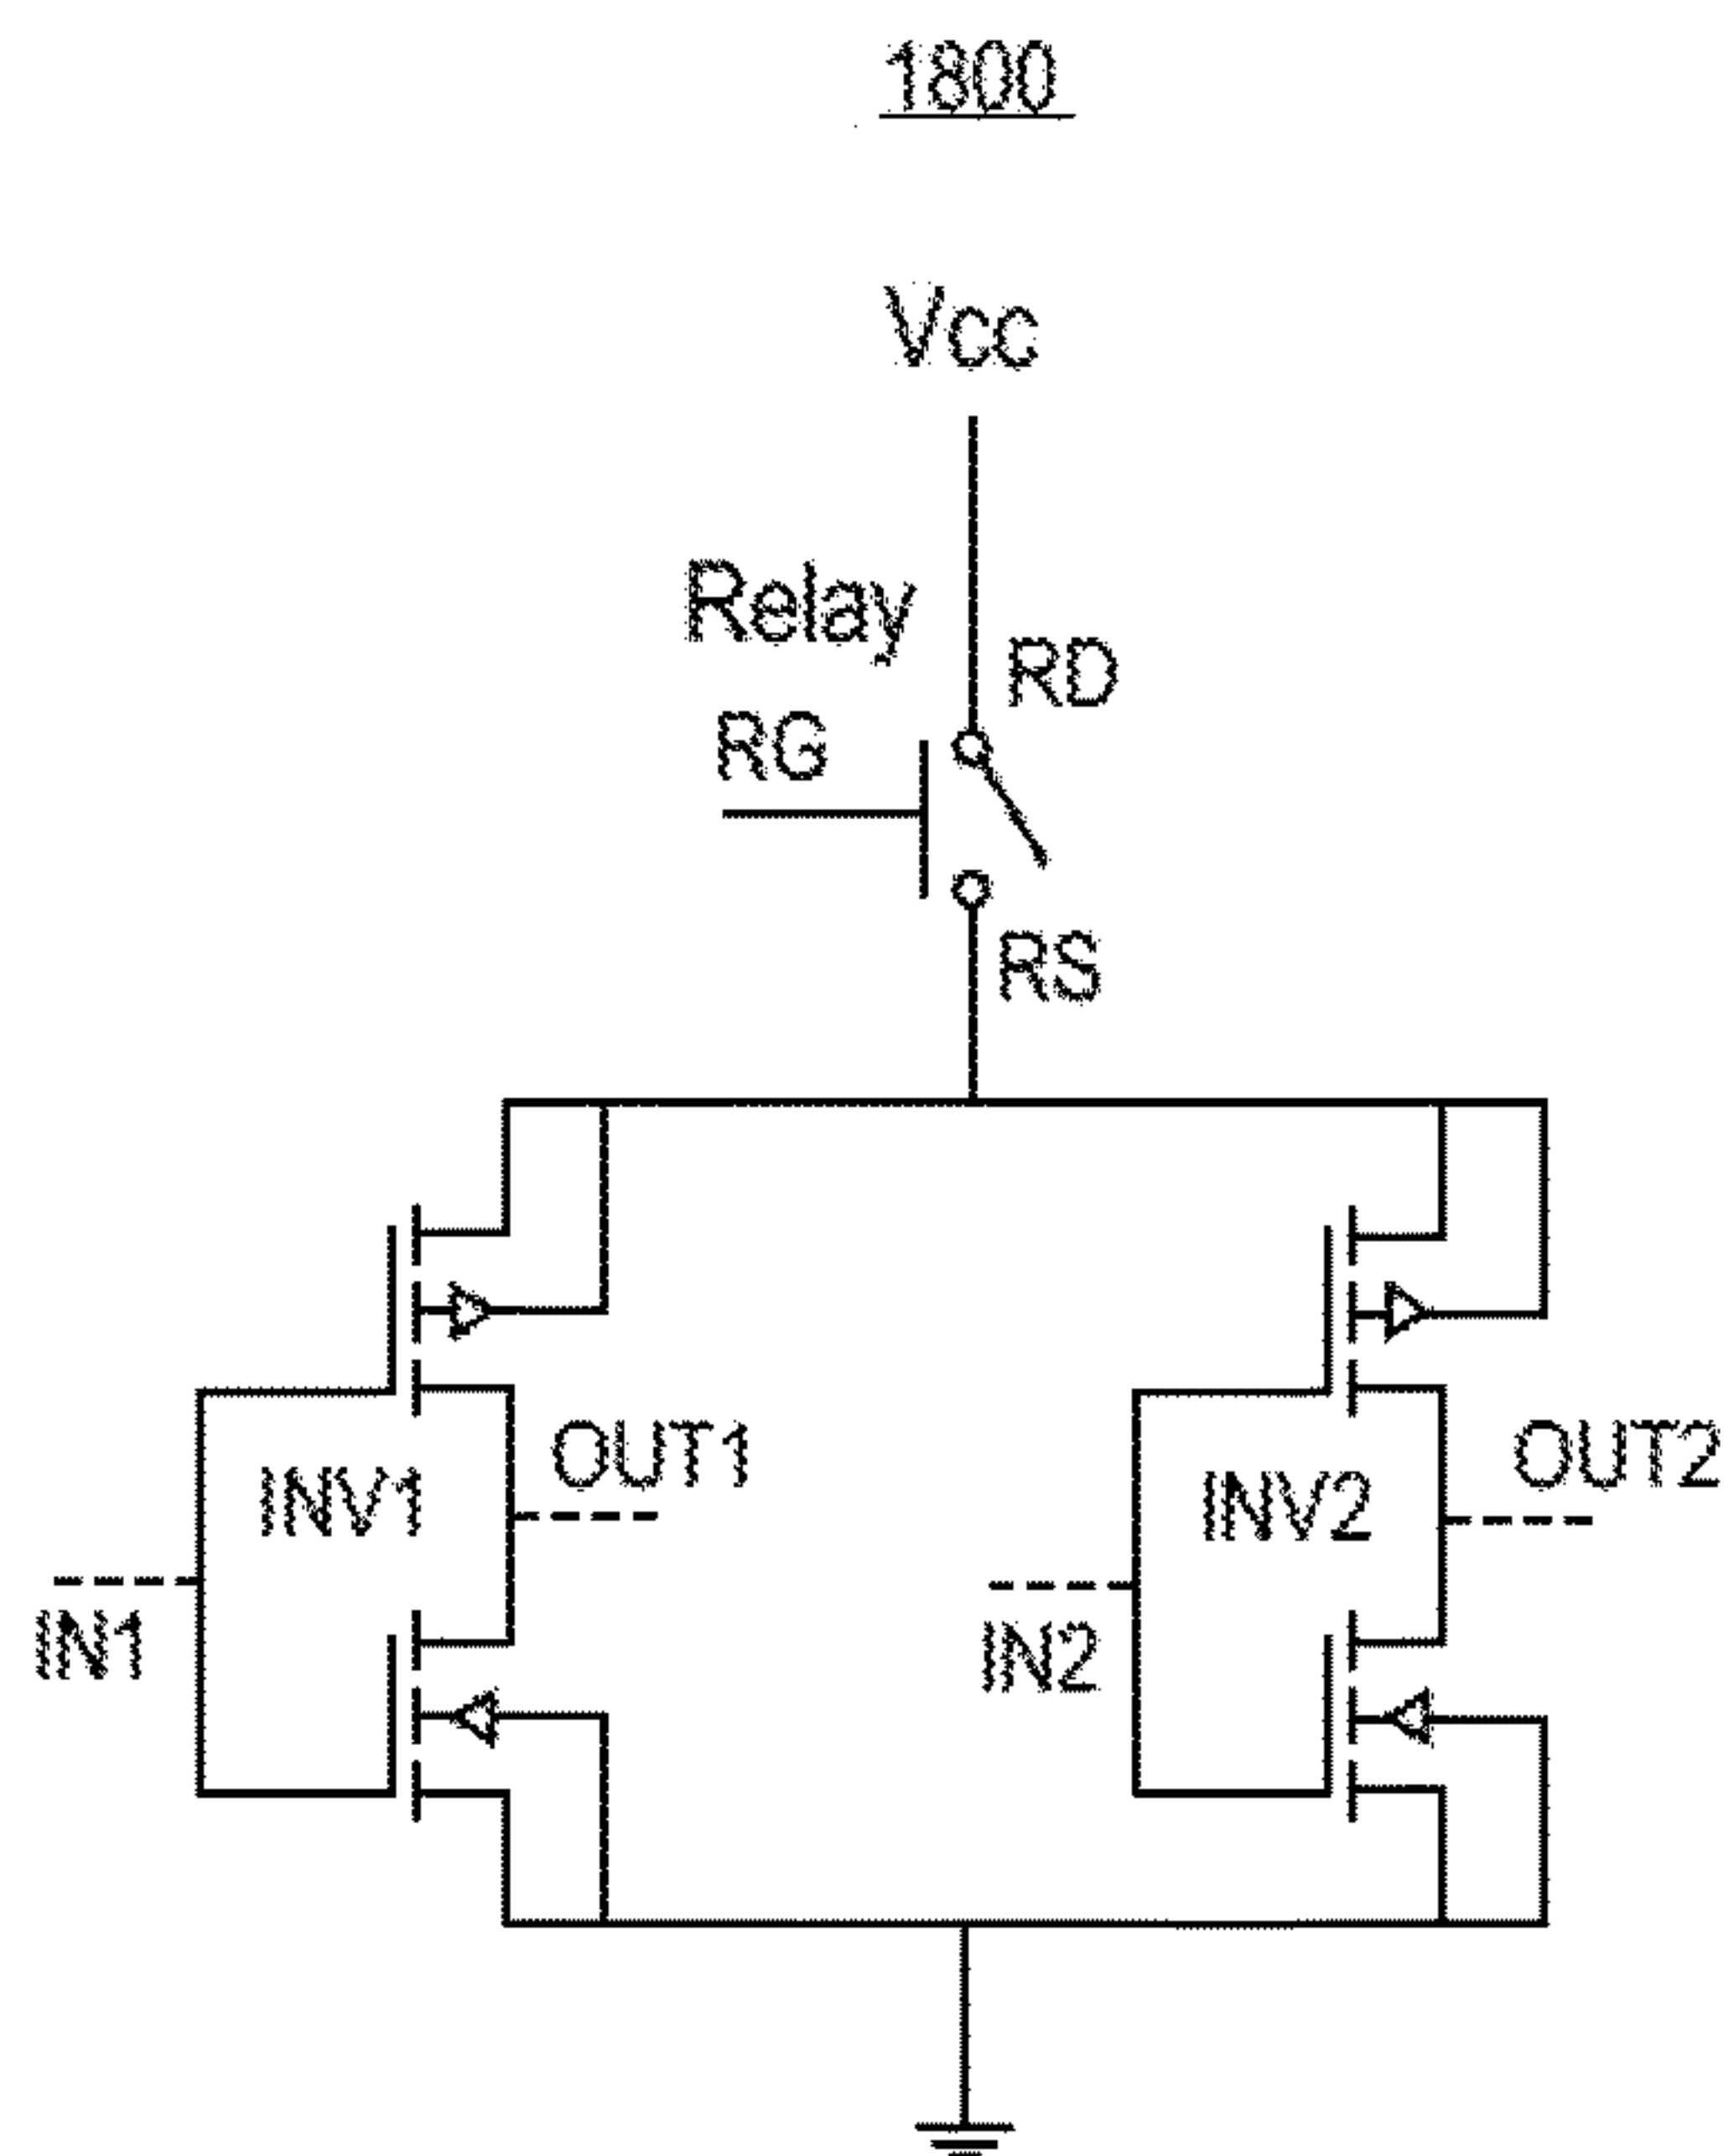 1800
Vcc
Relay
RD
RG
RS
OUT1
OUT2
INV1
INV2
IN1
IN2